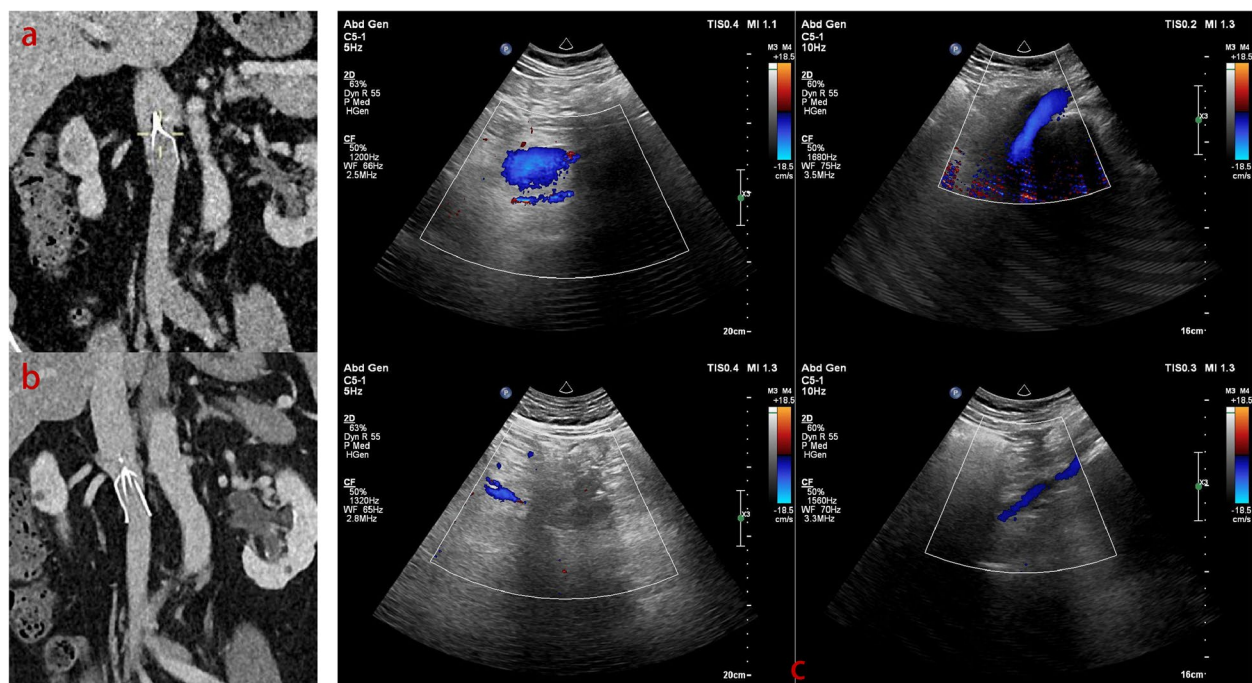 a
b
c
Abd Gen
C5-1
5Hz
2D
63%
Dyn R 55
P Med
HGen
CF
50%
1200Hz
WF 66Hz
2.5MHz
P
TIS0.4 MI 1.1
M3 M4
+18.5
-18.5
cm/s
20cm
Abd Gen
C5-1
10Hz
2D
60%
Dyn R 55
P Med
HGen
CF
50%
1680Hz
WF 75Hz
3.5MHz
P
TIS0.2 MI 1.3
M3 M4
+18.5
X3
-18.5
cm/s
16cm
Abd Gen
C5-1
5Hz
2D
63%
Dyn R 55
P Med
HGen
CF
50%
1320Hz
WF 65Hz
2.8MHz
P
TIS0.4 MI 1.3
M3 M4
+18.5
X3
-18.5
cm/s
20cm
Abd Gen
C5-1
10Hz
2D
60%
Dyn R 55
P Med
HGen
CF
50%
1560Hz
WF 70Hz
3.3MHz
P
TIS0.3 MI 1.3
M3 M4
+18.5
-18.5
cm/s
16cm